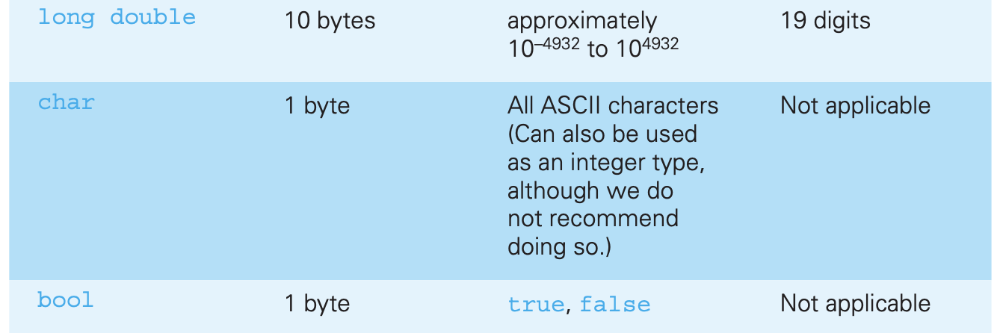 long double 10 bytes approximately 19 digits
10⁻⁴⁹³² to 10⁴⁹³²
char 1 byte All ASCII characters Not applicable
(Can also be used
as an integer type,
although we do
not recommend
doing so.)
bool 1 byte true, false Not applicable